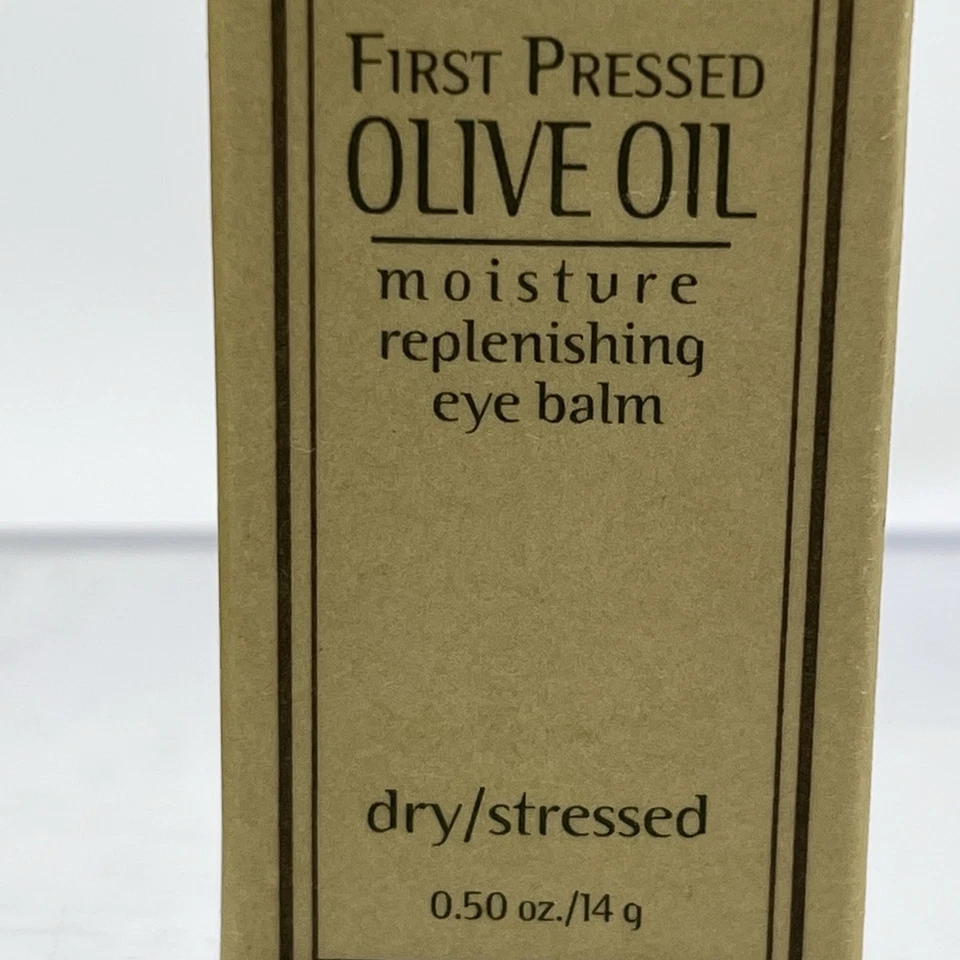 FIRST PRESSED
OLIVE OIL
moisture
replenishing
eye balm
dry/stressed
0.50 oz./14 g